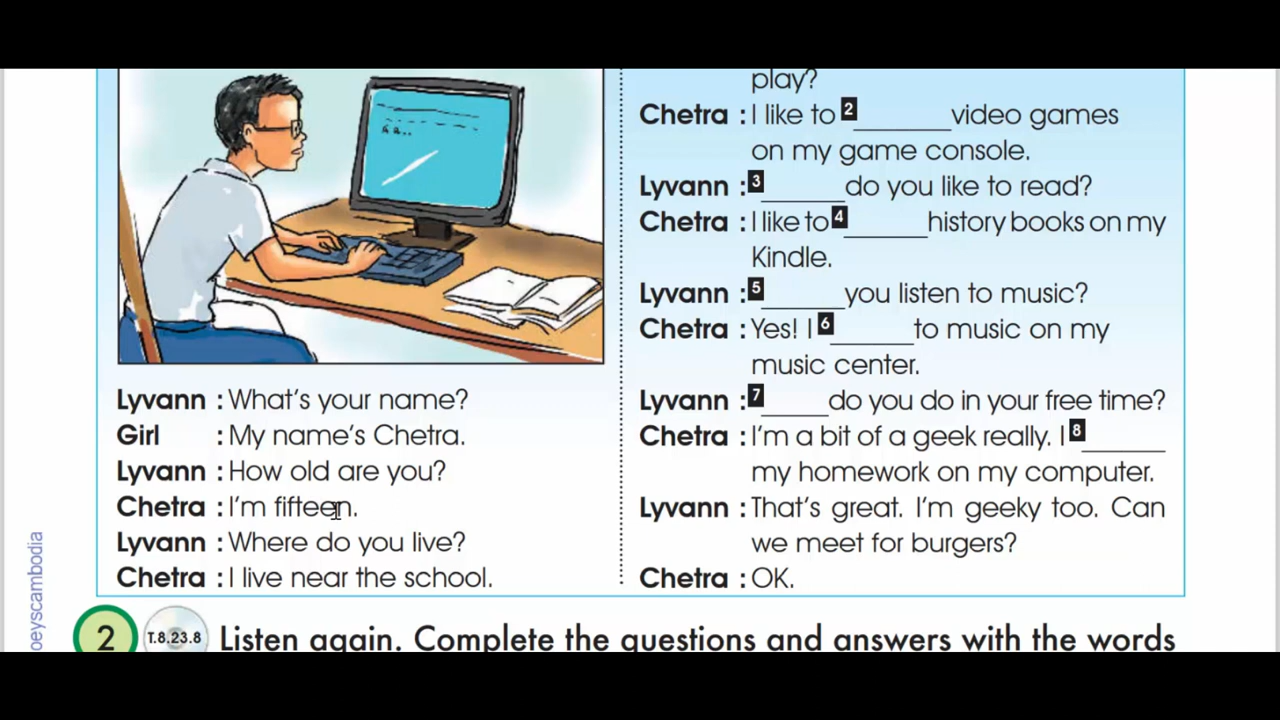 Lyvann : What's your name?
Girl : My name's Chetra.
Lyvann : How old are you?
Chetra : I'm fifteen.
Lyvann : Where do you live?
Chetra : I live near the school.
play?
Chetra : I like to 2 _______ video games
on my game console.
Lyvann : 3 ______ do you like to read?
Chetra : I like to 4 ______ history books on my
Kindle.
Lyvann : 5 ______ you listen to music?
Chetra : Yes! I 6 ______ to music on my
music center.
Lyvann : 7 _____ do you do in your free time?
Chetra : I'm a bit of a geek really. I 8 ______
my homework on my computer.
Lyvann : That's great. I'm geeky too. Can
we meet for burgers?
Chetra : OK.
oeyscambodia
2 T.8.23.8 Listen again. Complete the questions and answers with the words